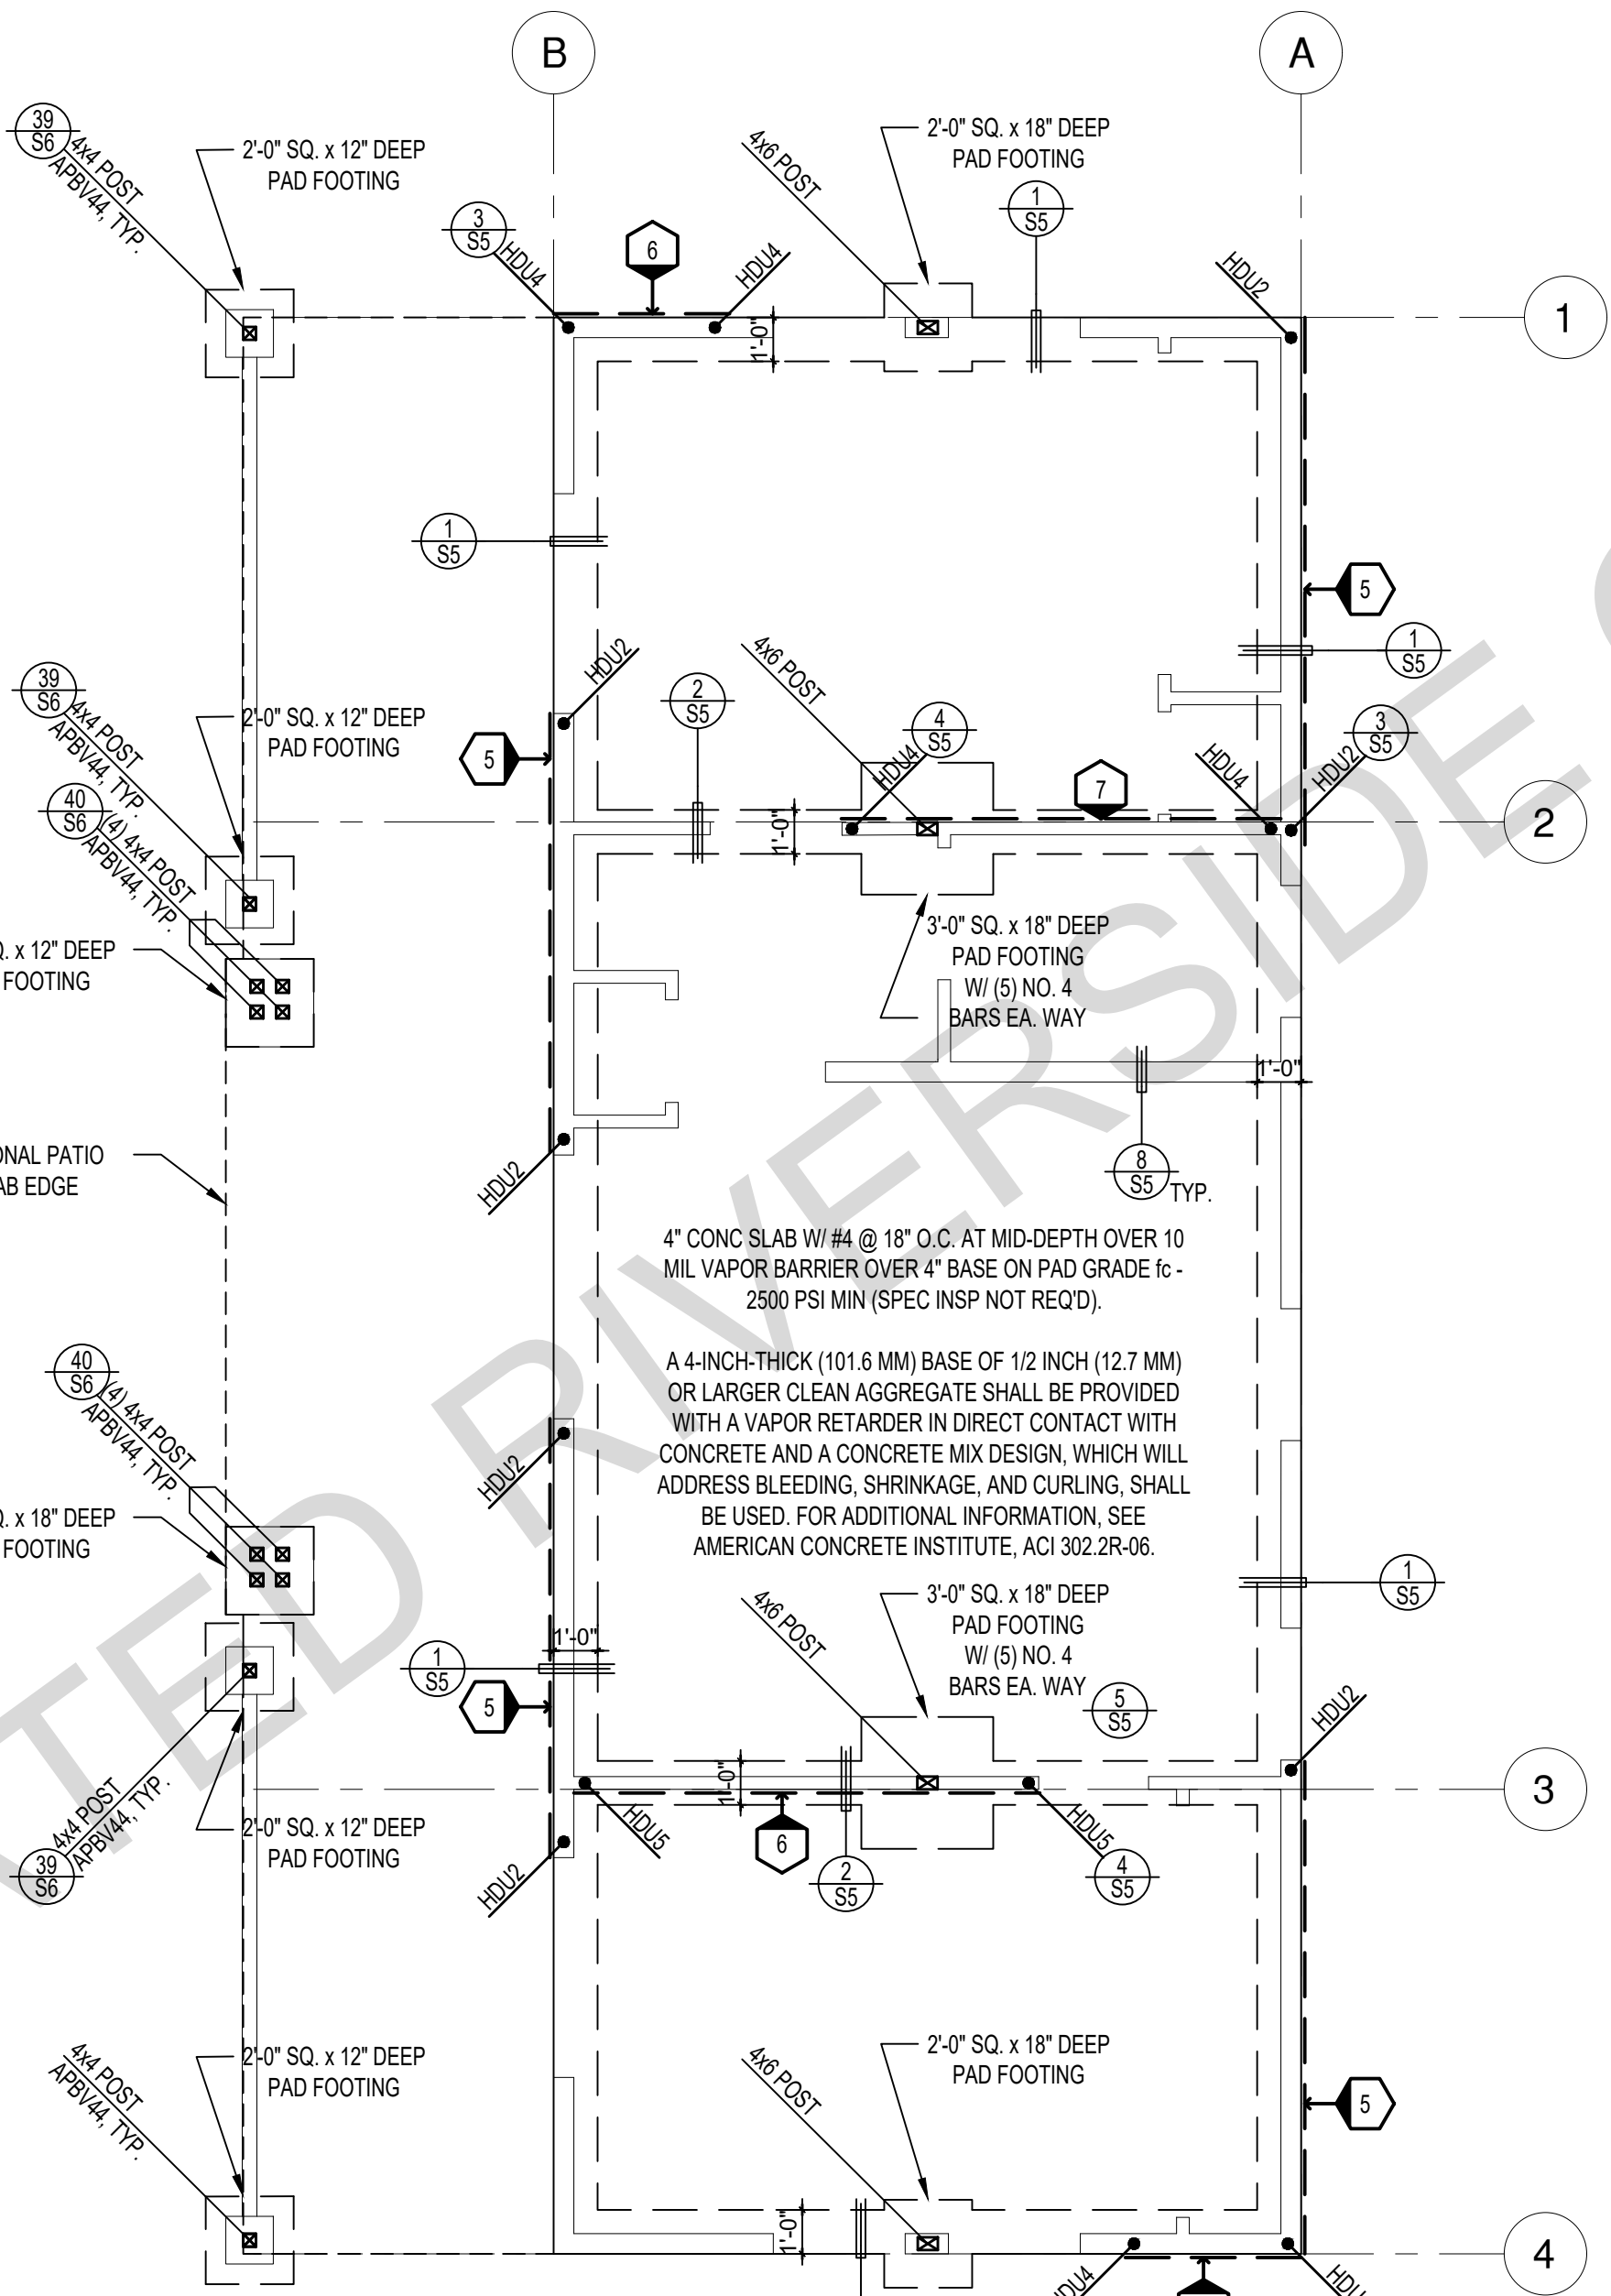 B
A
39
S6
4x4 POST
APBV44, TYP.
2'-0" SQ. x 12" DEEP
PAD FOOTING
4x6 POST
2'-0" SQ. x 18" DEEP
PAD FOOTING
1
S5
3
S5
HDU4
6
HDU4
HDU2
1
1'-0"
1
S5
5
1
S5
39
S6
4x4 POST
APBV44, TYP.
2'-0" SQ. x 12" DEEP
PAD FOOTING
HDU2
5
2
S5
4x6 POST
4
S5
HDU4
7
HDU4
HDU2
3
S5
2
1'-0"
40
S6
(4) 4x4 POST
APBV44, TYP.
Q. x 12" DEEP
FOOTING
3'-0" SQ. x 18" DEEP
PAD FOOTING
W/ (5) NO. 4
BARS EA. WAY
1'-0"
8
S5
TYP.
ONAL PATIO
AB EDGE
HDU2
4" CONC SLAB W/ #4 @ 18" O.C. AT MID-DEPTH OVER 10
MIL VAPOR BARRIER OVER 4" BASE ON PAD GRADE fc -
2500 PSI MIN (SPEC INSP NOT REQ'D).
A 4-INCH-THICK (101.6 MM) BASE OF 1/2 INCH (12.7 MM)
OR LARGER CLEAN AGGREGATE SHALL BE PROVIDED
WITH A VAPOR RETARDER IN DIRECT CONTACT WITH
CONCRETE AND A CONCRETE MIX DESIGN, WHICH WILL
ADDRESS BLEEDING, SHRINKAGE, AND CURLING, SHALL
BE USED. FOR ADDITIONAL INFORMATION, SEE
AMERICAN CONCRETE INSTITUTE, ACI 302.2R-06.
40
S6
(4) 4x4 POST
APBV44, TYP.
HDU2
Q. x 18" DEEP
FOOTING
1
S5
4x6 POST
3'-0" SQ. x 18" DEEP
PAD FOOTING
W/ (5) NO. 4
BARS EA. WAY
1'-0"
1
S5
5
5
S5
HDU2
3
1'-0"
4x4 POST
APBV44, TYP.
39
S6
2'-0" SQ. x 12" DEEP
PAD FOOTING
HDU2
HDU5
6
2
S5
HDU5
4
S5
4x4 POST
APBV44, TYP.
2'-0" SQ. x 12" DEEP
PAD FOOTING
4x6 POST
2'-0" SQ. x 18" DEEP
PAD FOOTING
5
1'-0"
4
HDU4
HDU
TED RIVERSIDE